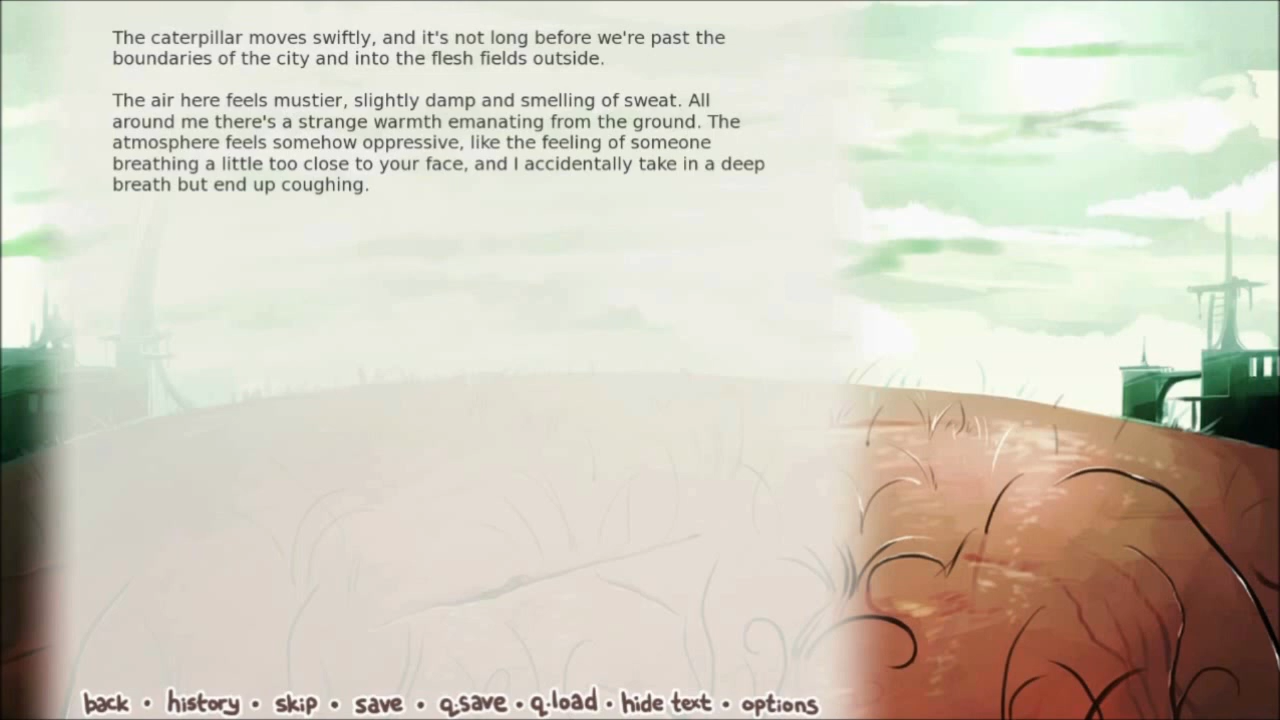 The caterpillar moves swiftly, and it's not long before we're past the
boundaries of the city and into the flesh fields outside.
The air here feels mustier, slightly damp and smelling of sweat. All
around me there's a strange warmth emanating from the ground. The
atmosphere feels somehow oppressive, like the feeling of someone
breathing a little too close to your face, and I accidentally take in a deep
breath but end up coughing.
back • history • skip • save • q.save • q.load • hide text • options